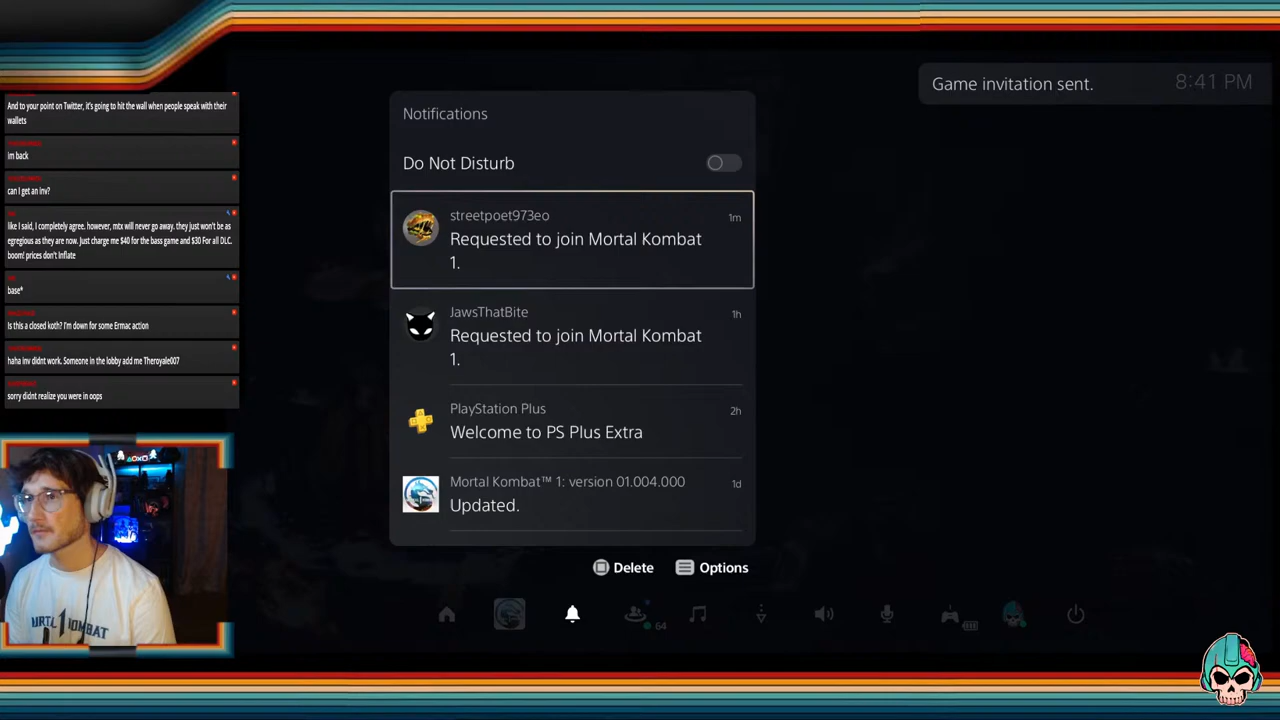 And to your point on Twitter, it's going to hit the wall when people speak with their
wallets
im back
can I get an Inv?
like I said, I completely agree. however, mtx will never go away. they just won't be as
egregious as they are now. Just charge me $40 for the bass game and $30 For all DLC.
boom! prices don't Inflate
base*
Is this a closed koth? I'm down for some Ermac action
haha inv didnt work. Someone in the lobby add me Theroyale007
sorry didnt realize you were in oops
Game invitation sent.
8:41 PM
Notifications
Do Not Disturb
streetpoet973eo
1m
Requested to join Mortal Kombat
1.
JawsThatBite
1h
Requested to join Mortal Kombat
1.
PlayStation Plus
2h
Welcome to PS Plus Extra
Mortal Kombat™ 1: version 01.004.000
1d
Updated.
Delete
Options
64